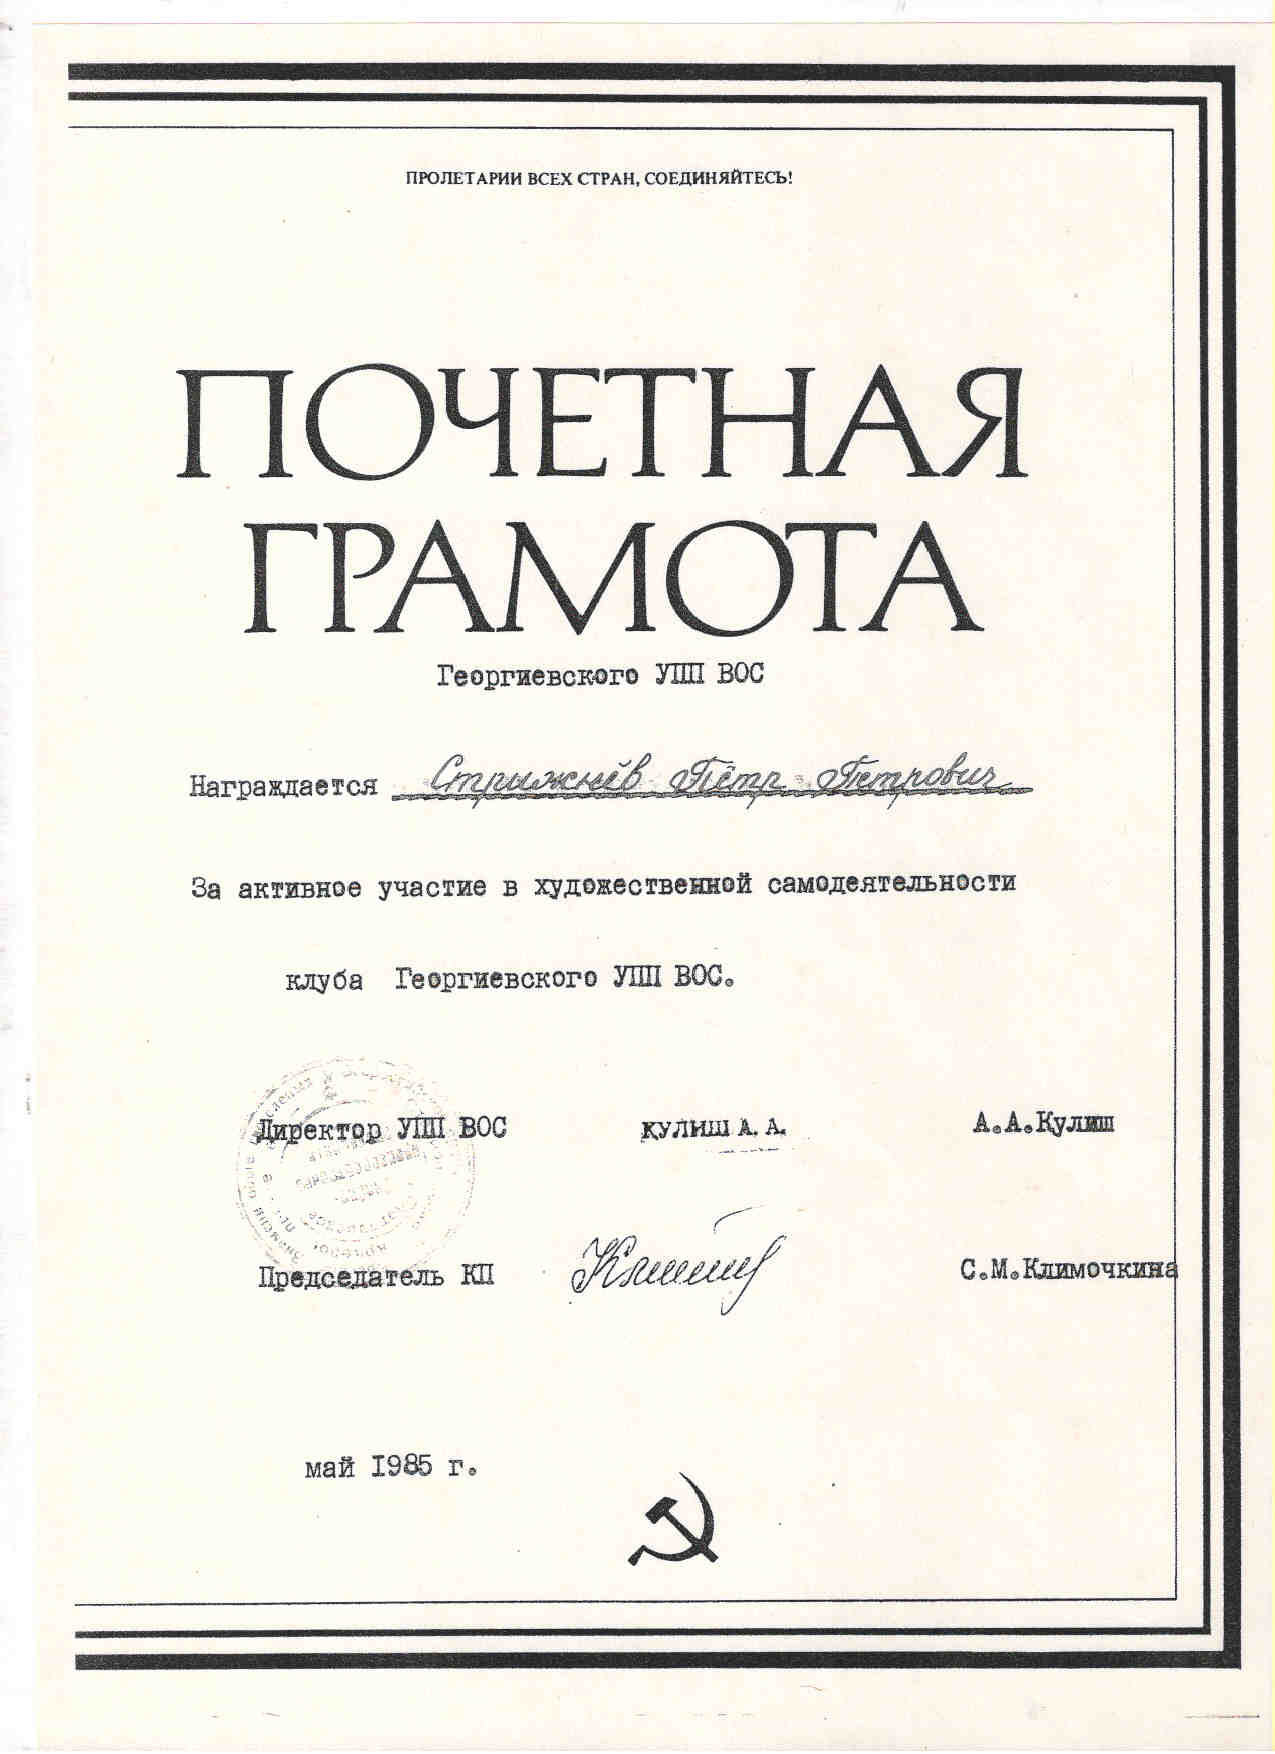 ПРОЛЕТАРИИ ВСЕХ СТРАН, СОЕДИНЯЙТЕСЬ!
ПОЧЕТНАЯ
ГРАМОТА
Георгиевского УПП ВОС
Награждается Стрижнёв Пётр Петрович
За активное участие в художественной самодеятельности
клуба Георгиевского УПП ВОС.
Директор УПП ВОС КУЛИШ А. А. А.А.Кулиш
Председатель КП С.М.Климочкина
май 1985 г.